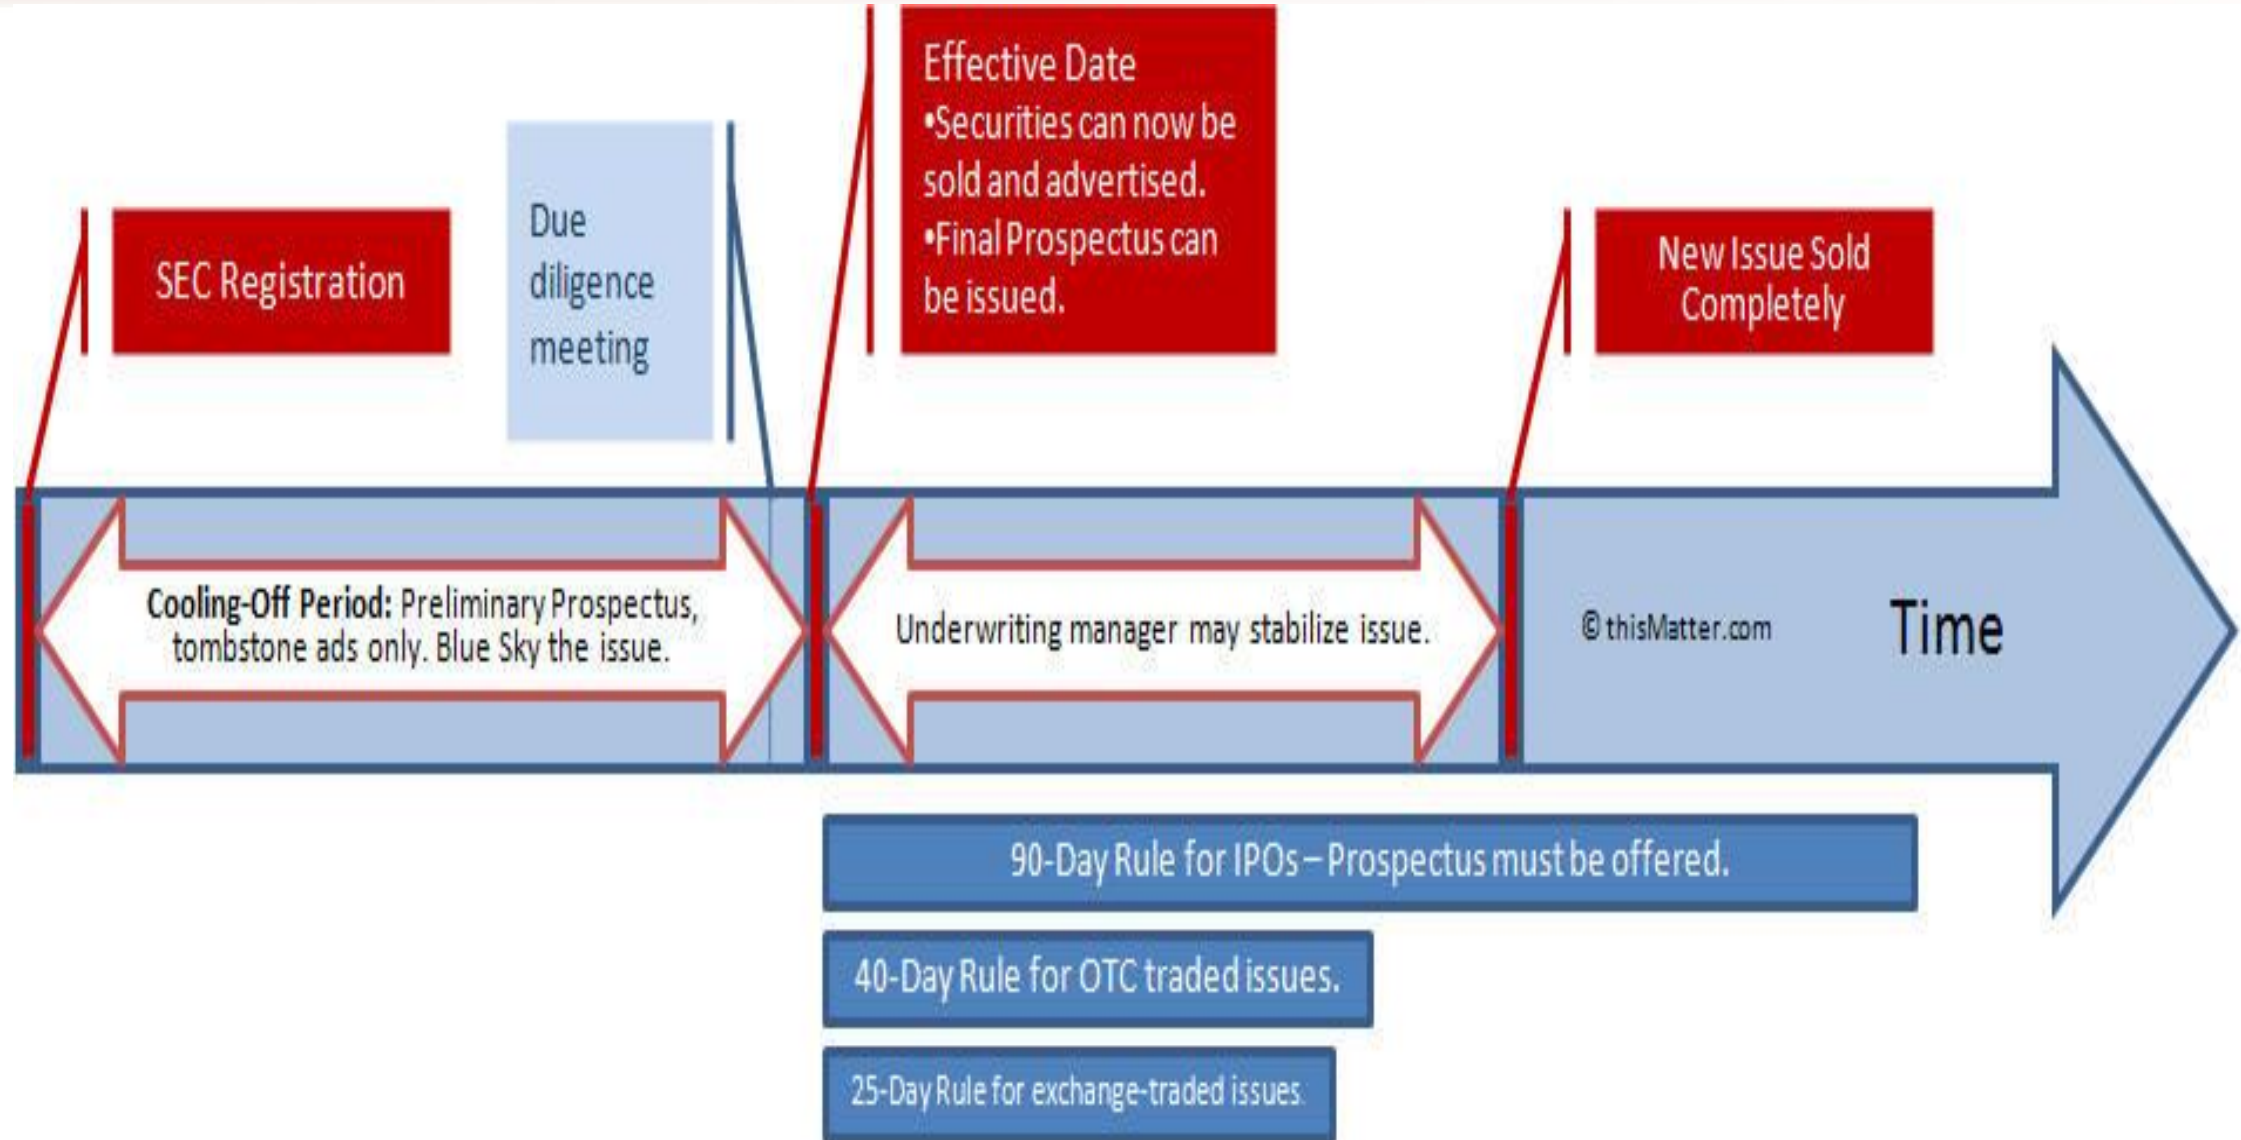 SEC Registration
Due
diligence
meeting
Effective Date
•Securities can now be
sold and advertised.
•Final Prospectus can
be issued.
New Issue Sold
Completely
Cooling-Off Period: Preliminary Prospectus,
tombstone ads only. Blue Sky the issue.
Underwriting manager may stabilize issue.
© thisMatter.com
Time
90-Day Rule for IPOs – Prospectus must be offered.
40-Day Rule for OTC traded issues.
25-Day Rule for exchange-traded issues.